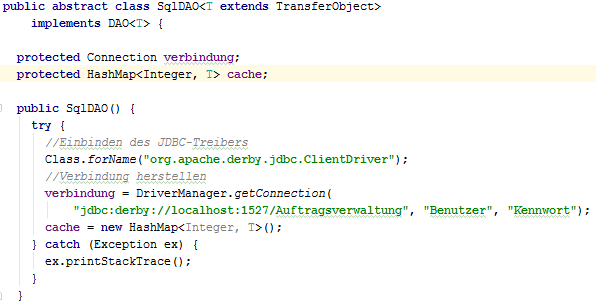 public abstract class SqlDAO<T extends TransferObject>
implements DAO<T> {
protected Connection verbindung;
protected HashMap<Integer, T> cache;
public SqlDAO() {
try {
//Einbinden des JDBC-Treibers
Class.forName("org.apache.derby.jdbc.ClientDriver");
//Verbindung herstellen
verbindung = DriverManager.getConnection(
"jdbc:derby://localhost:1527/Auftragsverwaltung", "Benutzer", "Kennwort");
cache = new HashMap<Integer, T>();
} catch (Exception ex) {
ex.printStackTrace();
}
}